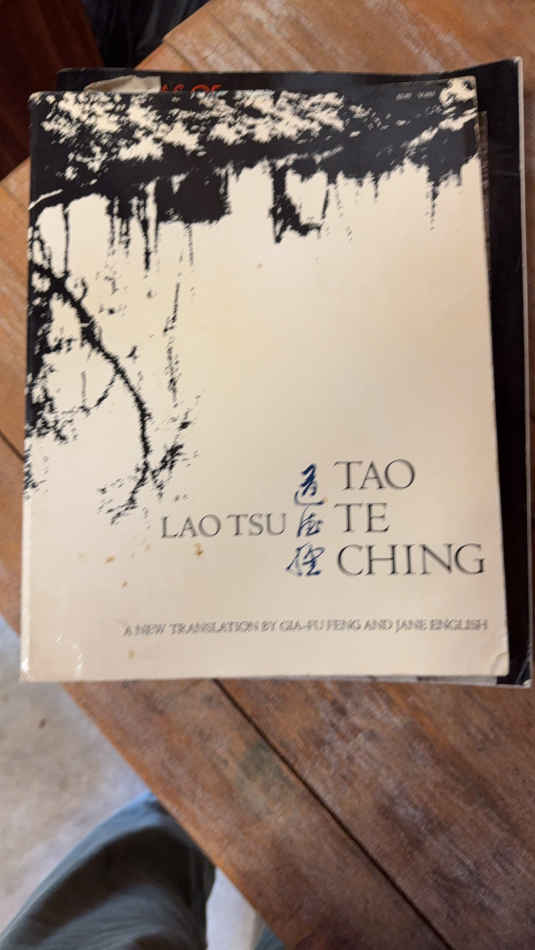 TAO
LAO TSU 道德經 TE
CHING
A NEW TRANSLATION BY GIA-FU FENG AND JANE ENGLISH